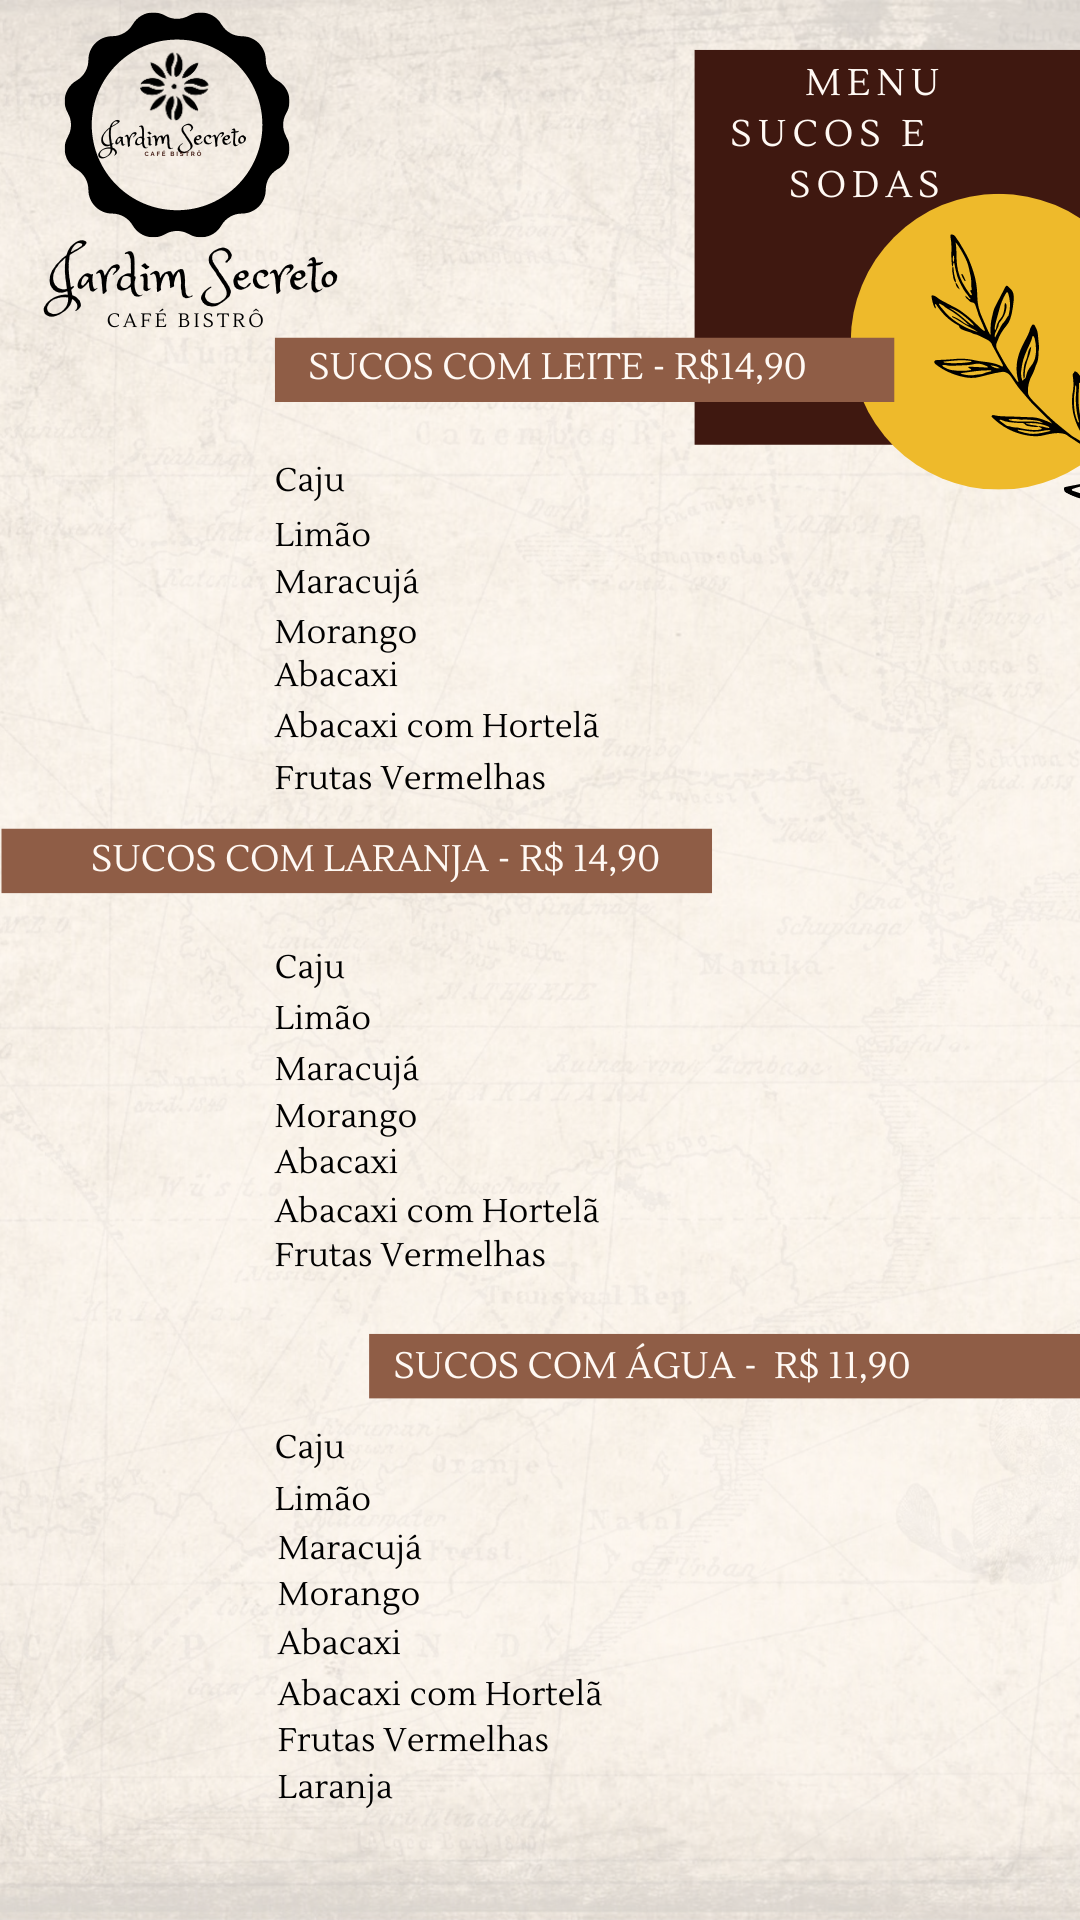 Jardim Secreto
CAFÉ BISTRÔ
Jardim Secreto
CAFÉ BISTRÔ
MENU
SUCOS E
SODAS
SUCOS COM LEITE - R$14,90
Caju
Limão
Maracujá
Morango
Abacaxi
Abacaxi com Hortelã
Frutas Vermelhas
SUCOS COM LARANJA - R$ 14,90
Caju
Limão
Maracujá
Morango
Abacaxi
Abacaxi com Hortelã
Frutas Vermelhas
SUCOS COM ÁGUA - R$ 11,90
Caju
Limão
Maracujá
Morango
Abacaxi
Abacaxi com Hortelã
Frutas Vermelhas
Laranja